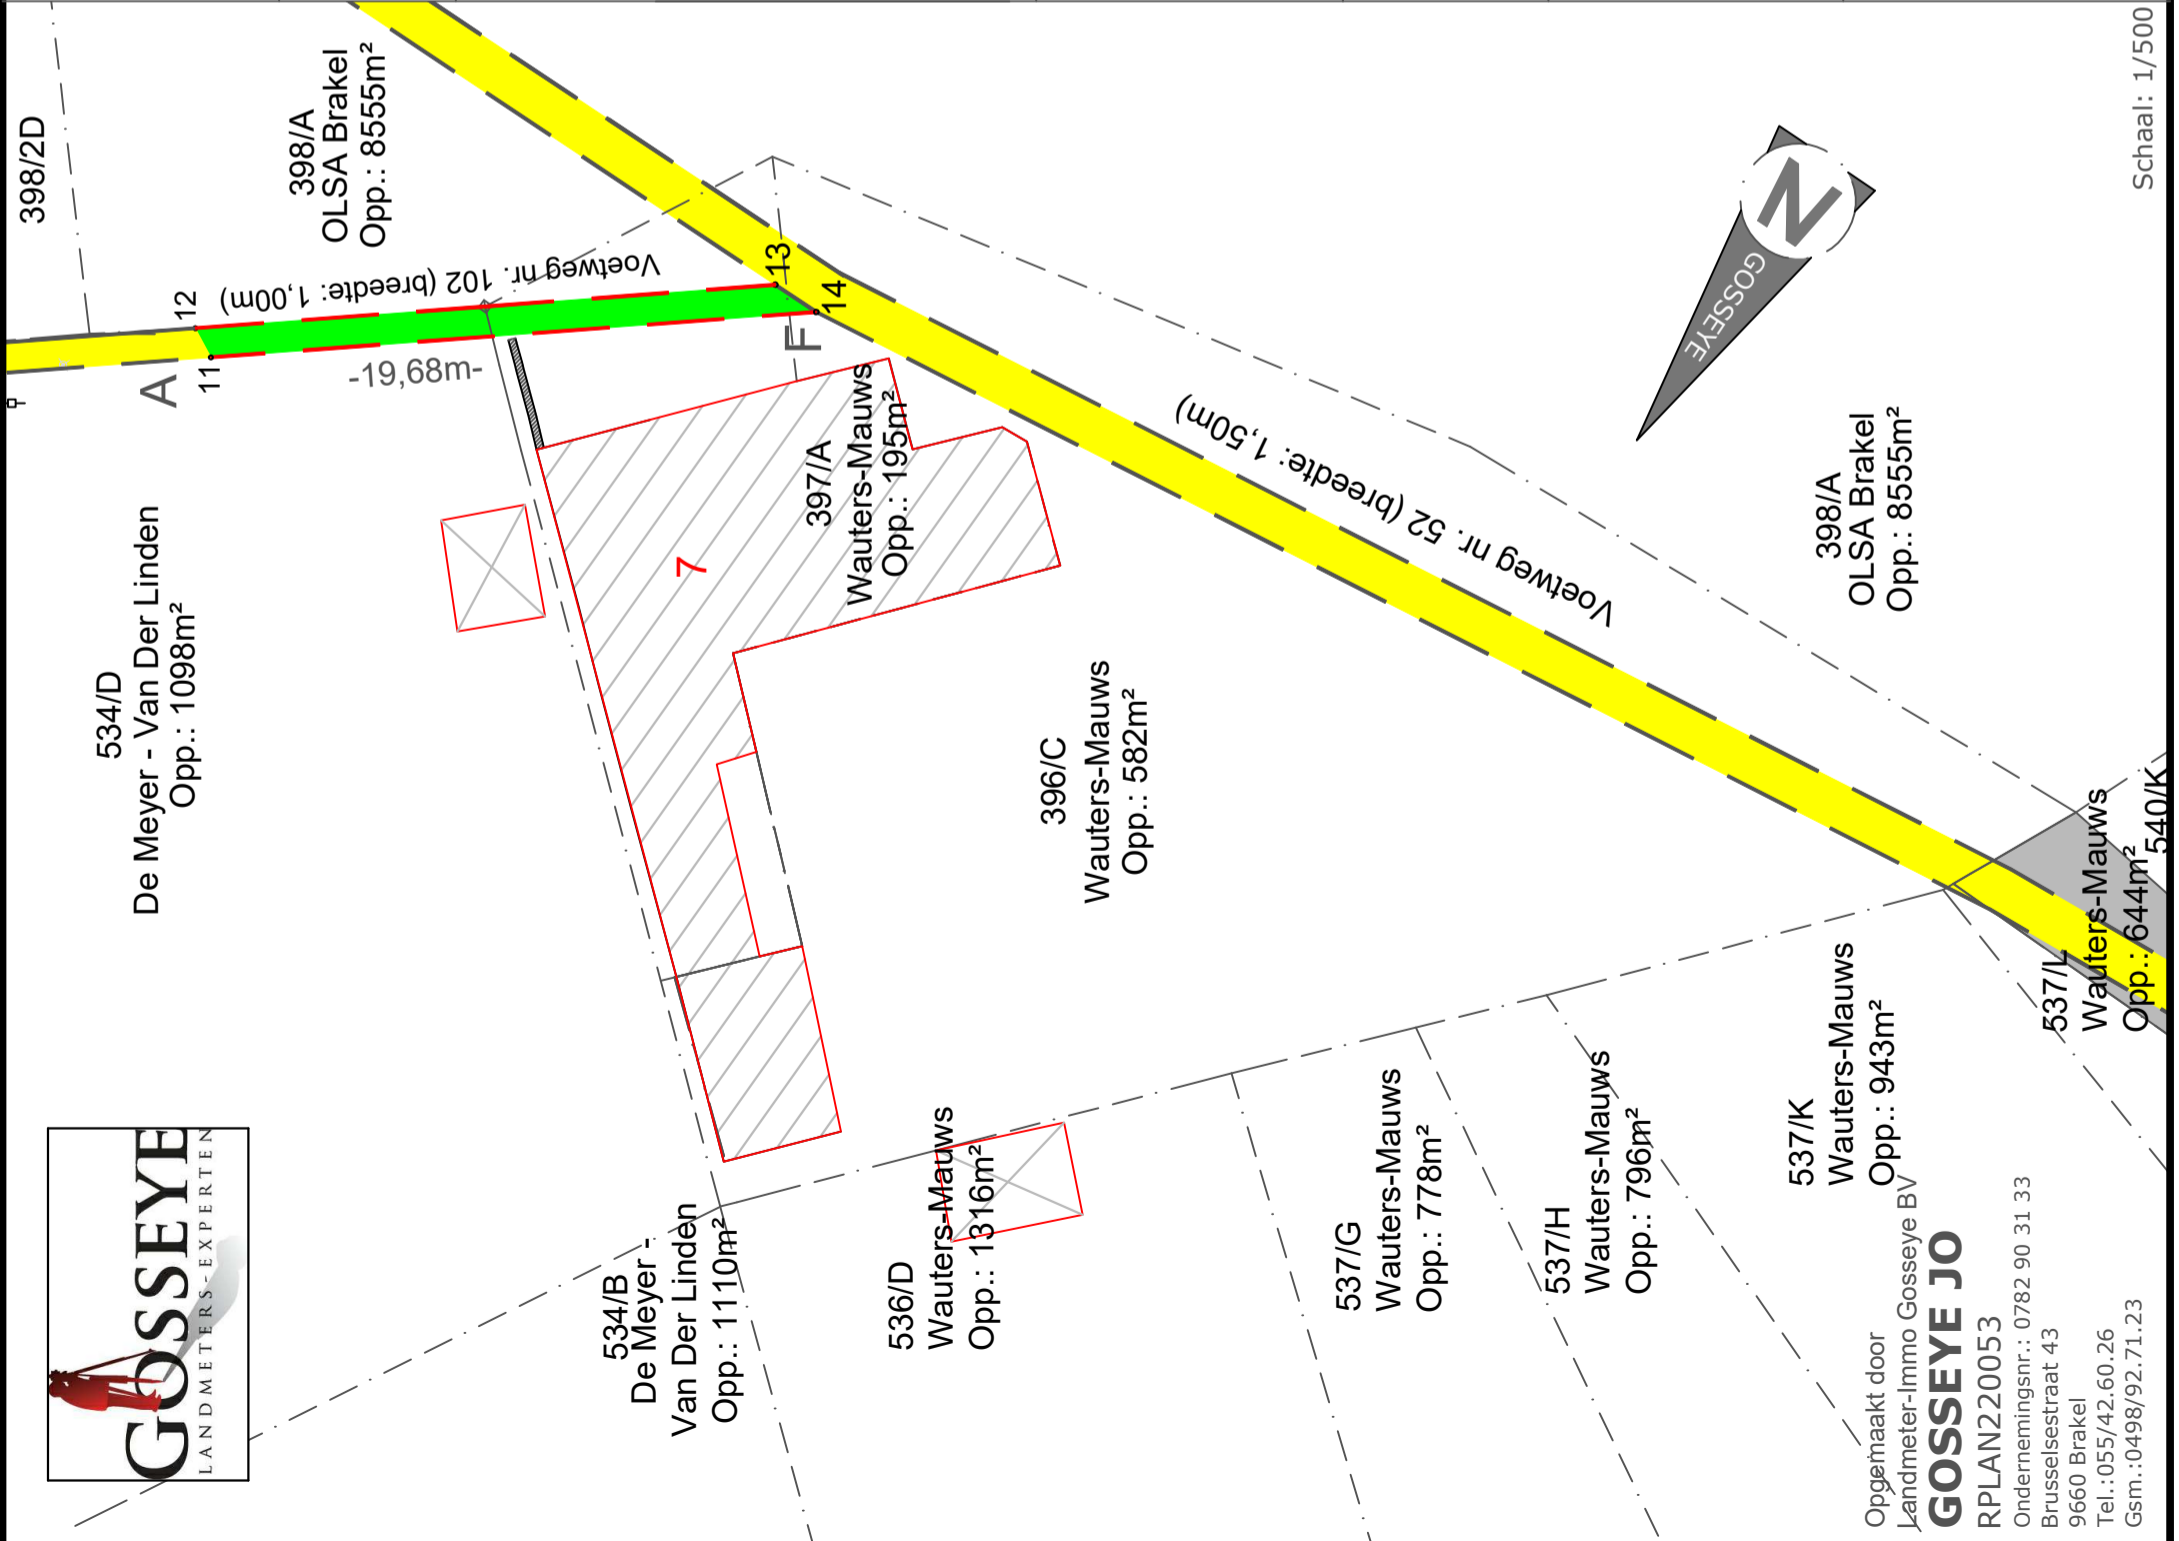 398/2D
398/A
OLSA Brakel
Opp.: 8555m²
Schaal: 1/500
12
Voetweg nr. 102 (breedte: 1,00m)
13
14
A
11
-19,68m-
F
N
GOSSEYE
534/D
De Meyer - Van Der Linden
Opp.: 1098m²
7
397/A
Wauters-Mauws
Opp.: 195m²
Voetweg nr. 52 (breedte: 1,50m)
398/A
OLSA Brakel
Opp.: 8555m²
396/C
Wauters-Mauws
Opp.: 582m²
540/K
537/L
Wauters-Mauws
Opp.: 644m²
GOSSEYE
LANDMETERS-EXPERTEN
534/B
De Meyer -
Van Der Linden
Opp.: 1110m²
536/D
Wauters-Mauws
Opp.: 1316m²
537/G
Wauters-Mauws
Opp.: 778m²
537/H
Wauters-Mauws
Opp.: 796m²
537/K
Wauters-Mauws
Opp.: 943m²
Opgemaakt door
Landmeter-Immo Gosseye BV
GOSSEYE JO
RPLAN220053
Ondernemingsnr.: 0782 90 31 33
Brusselsestraat 43
9660 Brakel
Tel.:055/42.60.26
Gsm.:0498/92.71.23